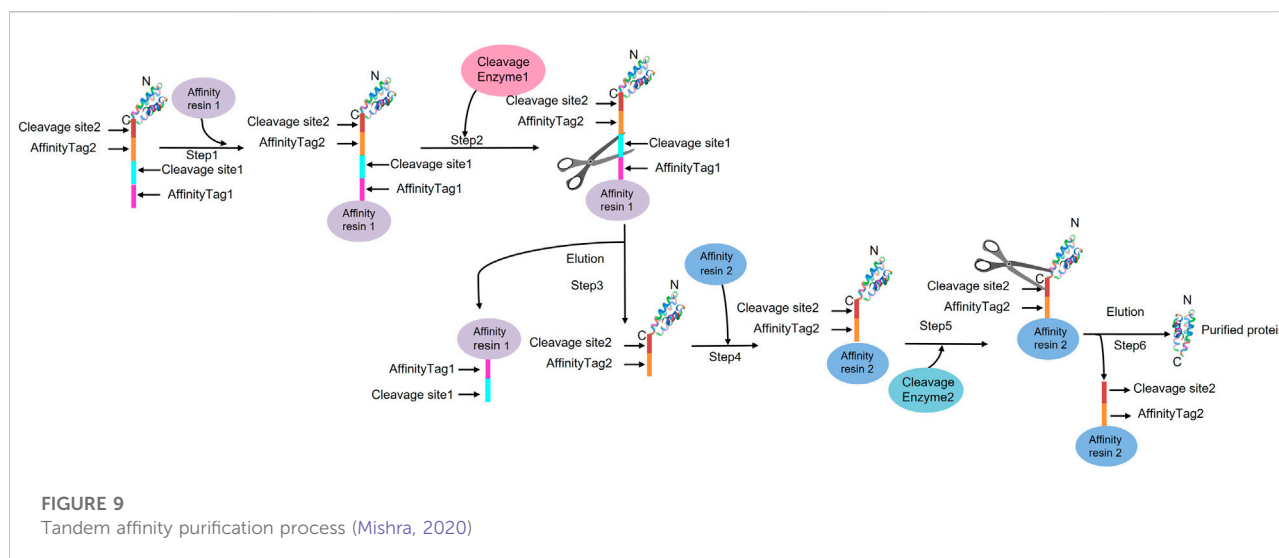 N
Affinity
resin 1
C
Cleavage site2
AffinityTag2
Step1
Cleavage site1
AffinityTag1
N
C
Cleavage site2
AffinityTag2
Cleavage site1
AffinityTag1
Affinity
resin 1
Cleavage
Enzyme1
Step2
N
C
Cleavage site2
AffinityTag2
Cleavage site1
AffinityTag1
Affinity
resin 1
Elution
Step3
Affinity
resin 1
AffinityTag1
Cleavage site1
N
C
Cleavage site2
AffinityTag2
Affinity
resin 2
Step4
N
C
Cleavage site2
AffinityTag2
Affinity
resin 2
Step5
Cleavage
Enzyme2
N
C
Cleavage site2
AffinityTag2
Affinity
resin 2
Elution
Step6
N
Purified protein
C
Cleavage site2
AffinityTag2
Affinity
resin 2
FIGURE 9
Tandem affinity purification process (Mishra, 2020)